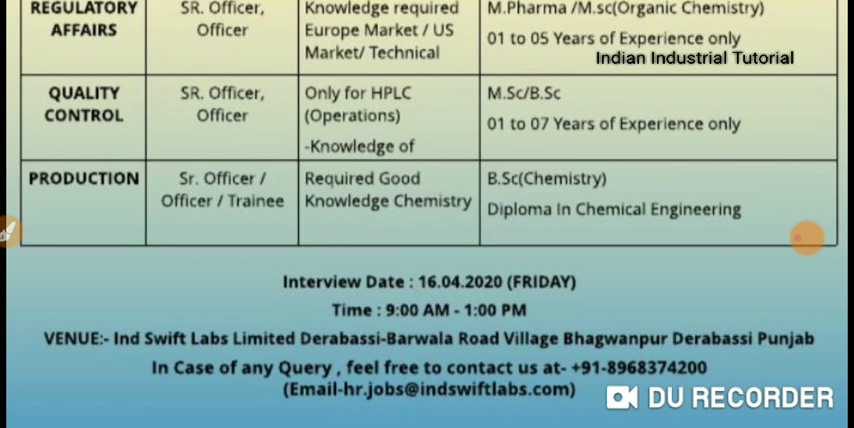 REGULATORY
AFFAIRS
SR. Officer,
Officer
Knowledge required
Europe Market / US
Market/ Technical
M.Pharma /M.sc(Organic Chemistry)
01 to 05 Years of Experience only
Indian Industrial Tutorial
QUALITY
CONTROL
SR. Officer,
Officer
Only for HPLC
(Operations)
-Knowledge of
M.Sc/B.Sc
01 to 07 Years of Experience only
PRODUCTION
Sr. Officer /
Officer / Trainee
Required Good
Knowledge Chemistry
B.Sc(Chemistry)
Diploma In Chemical Engineering
Interview Date : 16.04.2020 (FRIDAY)
Time : 9:00 AM - 1:00 PM
VENUE:- Ind Swift Labs Limited Derabassi-Barwala Road Village Bhagwanpur Derabassi Punjab
In Case of any Query , feel free to contact us at- +91-8968374200
(Email-hr.jobs@indswiftlabs.com)
DU RECORDER